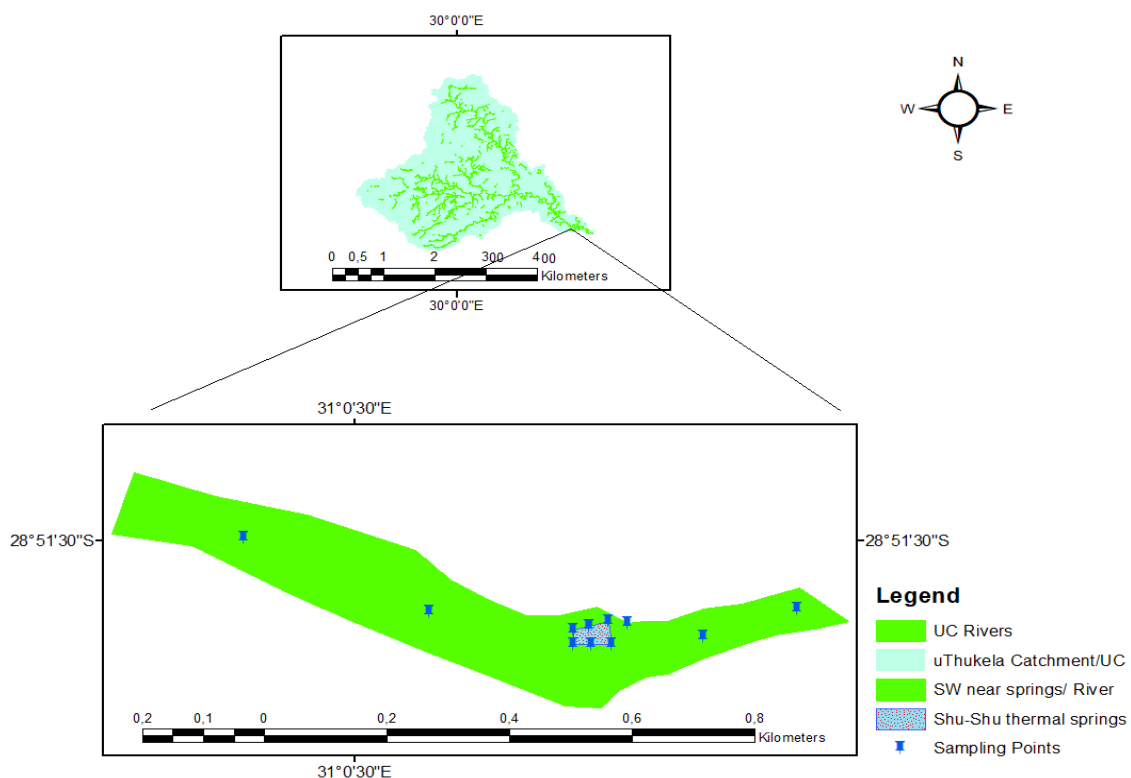 30°0'0"E
N
W E
S
0 0,5 1 2 300 400
Kilometers
30°0'0"E
31°0'30"E
28°51'30"S 28°51'30"S
Legend
UC Rivers
uThukela Catchment/UC
SW near springs/ River
Shu-Shu thermal springs
Sampling Points
0,2 0,1 0 0,2 0,4 0,6 0,8
Kilometers
31°0'30"E